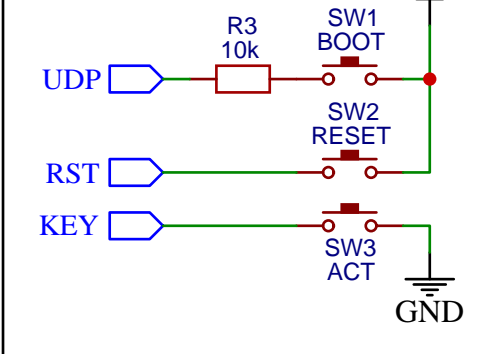 R3
10k
SW1
BOOT
UDP
SW2
RESET
RST
KEY
SW3
ACT
GND